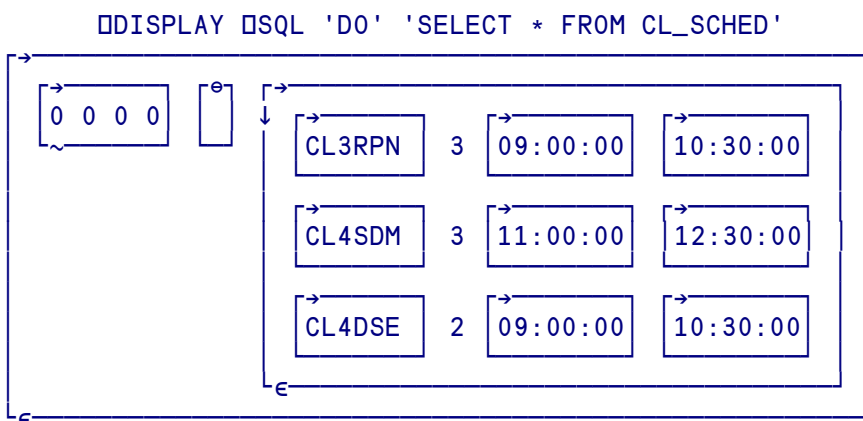 ⎕DISPLAY ⎕SQL 'DO' 'SELECT * FROM CL_SCHED'
0 0 0 0
CL3RPN 3 09:00:00 10:30:00
CL4SDM 3 11:00:00 12:30:00
CL4DSE 2 09:00:00 10:30:00